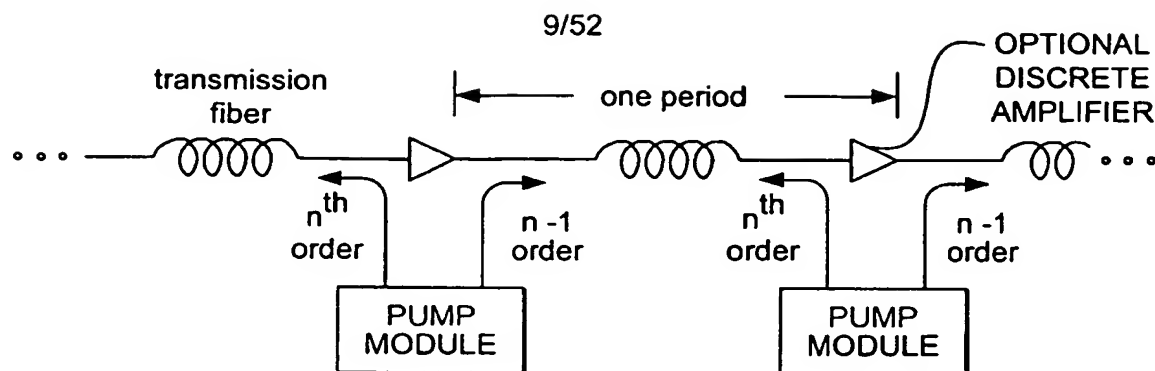 9/52
transmission
fiber
one period
OPTIONAL
DISCRETE
AMPLIFIER
nth
order
n -1
order
nth
order
n -1
order
PUMP
MODULE
PUMP
MODULE